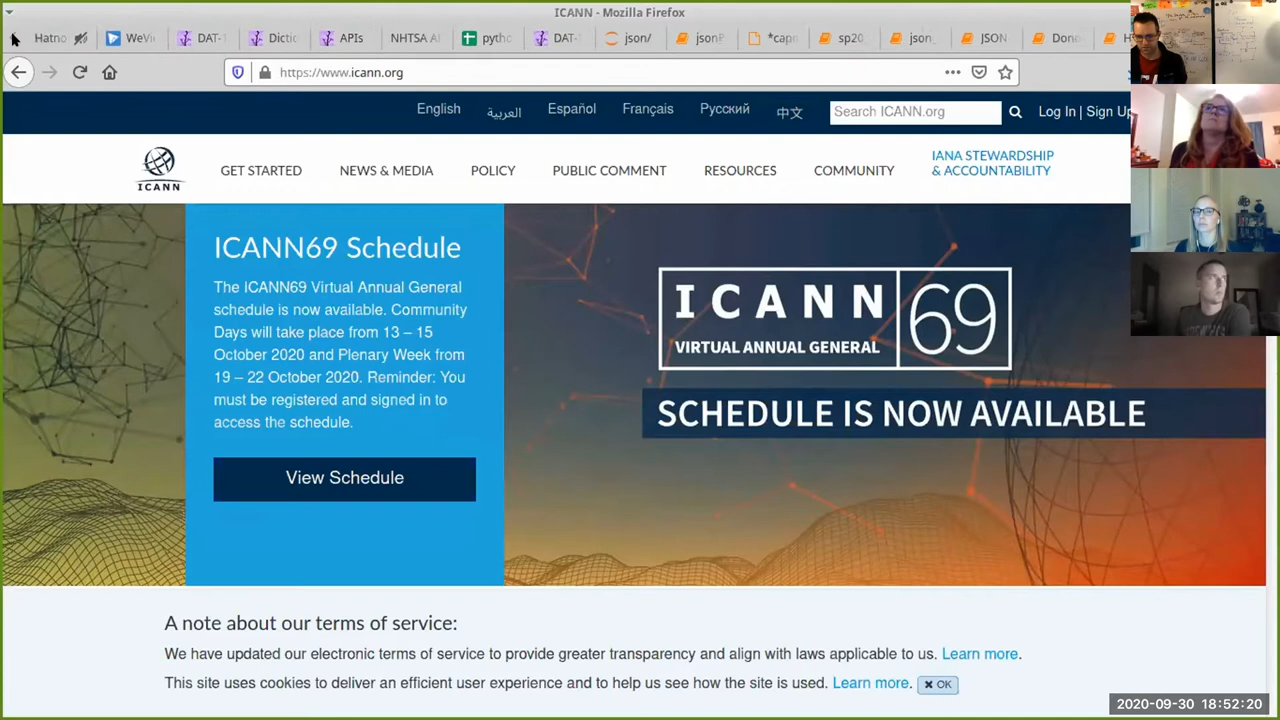 ICANN - Mozilla Firefox
Hatno WeVi DAT- Dictic APIs NHTSA A pytho DAT- json/ jsonP *capn sp20 json_ JSON- Don
https://www.icann.org
English العربية Español Français Русский 中文 Search ICANN.org Log In | Sign Up
ICANN
GET STARTED NEWS & MEDIA POLICY PUBLIC COMMENT RESOURCES COMMUNITY IANA STEWARDSHIP
& ACCOUNTABILITY
ICANN69 Schedule
The ICANN69 Virtual Annual General
schedule is now available. Community
Days will take place from 13 – 15
October 2020 and Plenary Week from
19 – 22 October 2020. Reminder: You
must be registered and signed in to
access the schedule.
View Schedule
ICANN 69
VIRTUAL ANNUAL GENERAL
SCHEDULE IS NOW AVAILABLE
A note about our terms of service:
We have updated our electronic terms of service to provide greater transparency and align with laws applicable to us. Learn more.
This site uses cookies to deliver an efficient user experience and to help us see how the site is used. Learn more. ✖ OK
2020-09-30 18:52:20